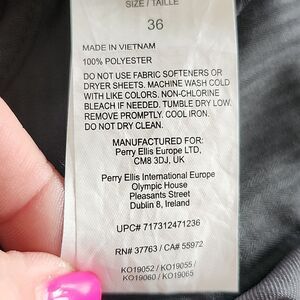 SIZE / TAILLE
36
MADE IN VIETNAM
100% POLYESTER
DO NOT USE FABRIC SOFTENERS OR
DRYER SHEETS. MACHINE WASH COLD
WITH LIKE COLORS. NON-CHLORINE
BLEACH IF NEEDED. TUMBLE DRY LOW.
REMOVE PROMPTLY. COOL IRON.
DO NOT DRY CLEAN.
MANUFACTURED FOR:
Perry Ellis Europe LTD,
CM8 3DJ, UK
Perry Ellis International Europe
Olympic House
Pleasants Street
Dublin 8, Ireland
UPC# 717312471236
RN# 37763 / CA# 55972
KO19052 / KO19055 /
KO19060 / KO19065